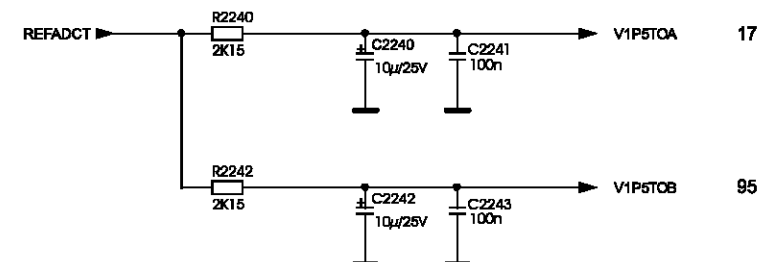 REFADCT
R2240
2K15
C2240
10µ/25V
C2241
100n
V1P5TOA
17
R2242
2K15
C2242
10µ/25V
C2243
100n
V1P5TOB
95